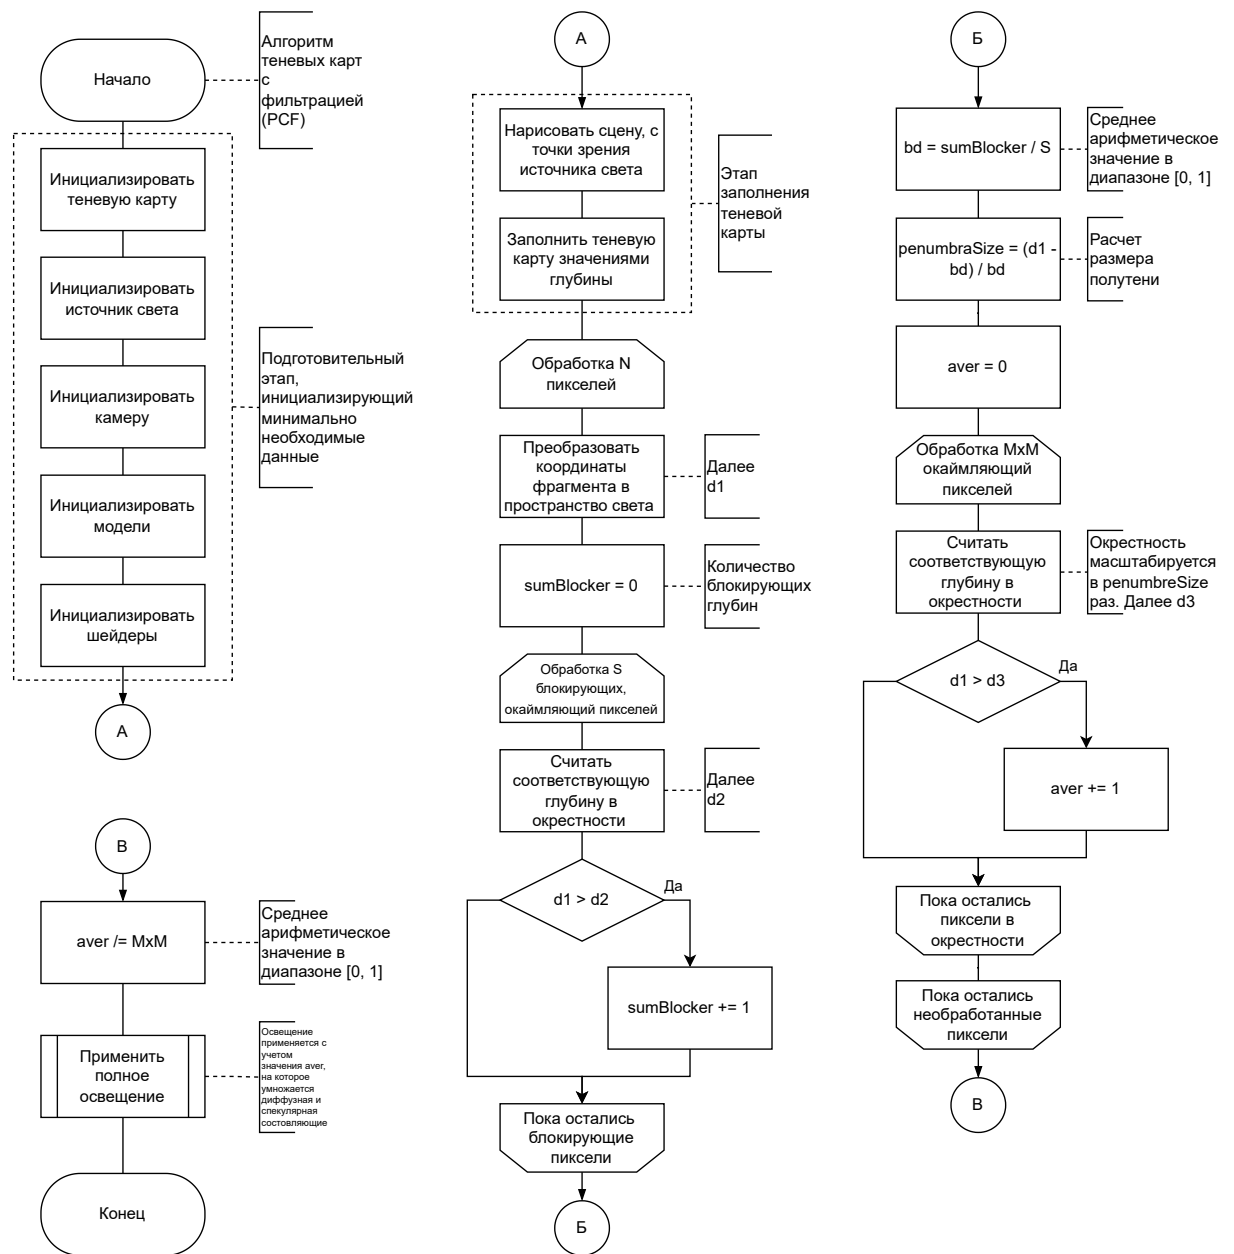 Начало
Алгоритм
теневых карт
с
фильтрацией
(PCF)
Инициализировать
теневую карту
Инициализировать
источник света
Инициализировать
камеру
Инициализировать
модели
Инициализировать
шейдеры
Подготовительный
этап,
инициализирующий
минимально
необходимые
данные
А
В
aver /= MxM
Среднее
арифметическое
значение в
диапазоне [0, 1]
Применить
полное
освещение
Освещение
применяется с
учетом
значения aver,
на которое
умножается
диффузная и
спекулярная
состовляющие
Конец
А
Нарисовать сцену, с
точки зрения
источника света
Заполнить теневую
карту значениями
глубины
Этап
заполнения
теневой
карты
Обработка N
пикселей
Преобразовать
координаты
фрагмента в
пространство света
Далее
d1
sumBlocker = 0
Количество
блокирующих
глубин
Обработка S
блокирующих,
окаймляющий пикселей
Считать
соответствующую
глубину в
окрестности
Далее
d2
d1 > d2
Да
sumBlocker += 1
Пока остались
блокирующие
пиксели
Б
Б
bd = sumBlocker / S
Среднее
арифметическое
значение в
диапазоне [0, 1]
penumbraSize = (d1 -
bd) / bd
Расчет
размера
полутени
aver = 0
Обработка MxM
окаймляющий
пикселей
Считать
соответствующую
глубину в
окрестности
Окрестность
масштабируется
в penumbreSize
раз. Далее d3
d1 > d3
Да
aver += 1
Пока остались
пиксели в
окрестности
Пока остались
необработанные
пиксели
В